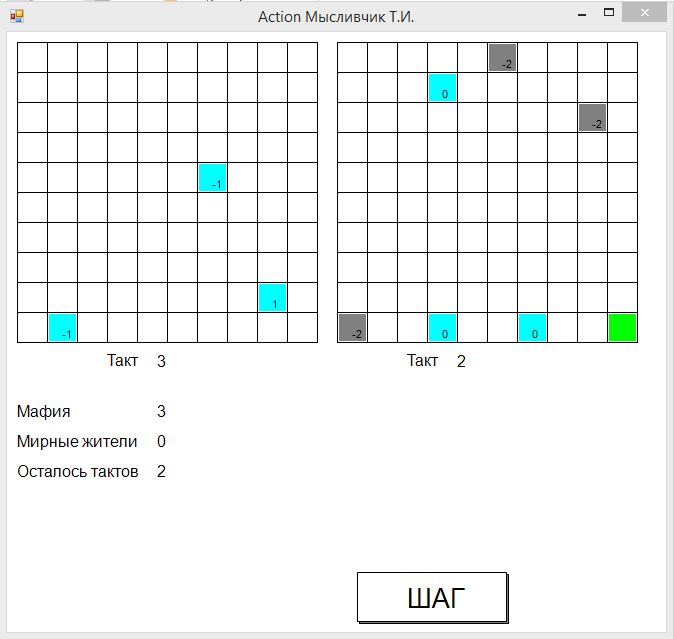 Action Мысливчик Т.И.
-2
0
-2
-1
1
-1
-2
0
0
Такт 3
Такт 2
Мафия 3
Мирные жители 0
Осталось тактов 2
ШАГ